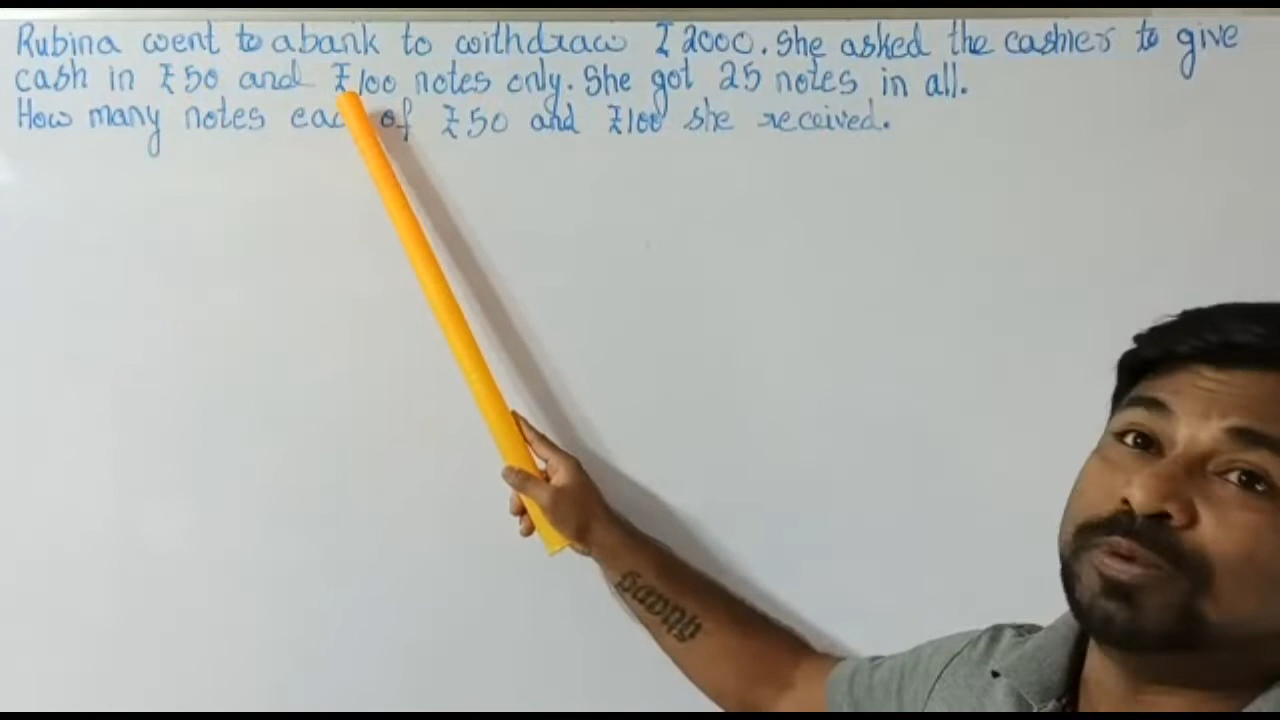 Rubina went to a bank to withdraw ₹2000. She asked the cashier to give
cash in ₹50 and ₹100 notes only. She got 25 notes in all.
How many notes each of ₹50 and ₹100 she received.